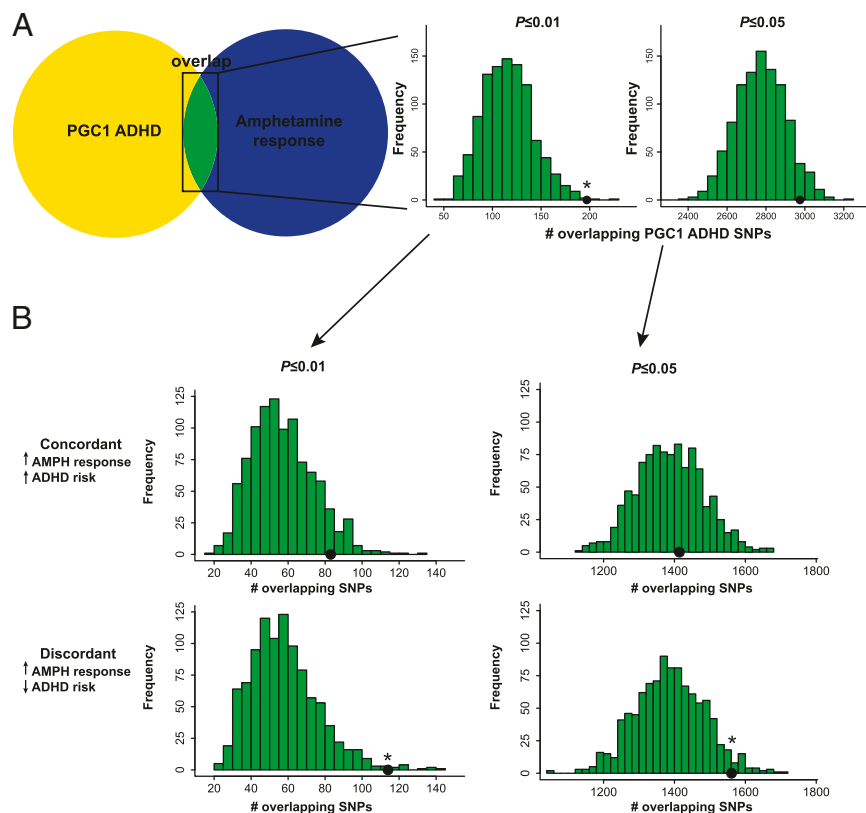 A
overlap
PGC1 ADHD
Amphetamine
response
P≤0.01
Frequency
0
50
100
150
50
100
150
200
P≤0.05
Frequency
0
50
100
150
2400
2600
2800
3000
3200
*
# overlapping PGC1 ADHD SNPs
B
P≤0.01
P≤0.05
Concordant
↑ AMPH response
↑ ADHD risk
Frequency
0
25
50
75
100
125
20
40
60
80
100
120
140
# overlapping SNPs
Frequency
0
25
50
75
100
125
1200
1400
1600
1800
# overlapping SNPs
Discordant
↑ AMPH response
↓ ADHD risk
Frequency
0
25
50
75
100
125
*
20
40
60
80
100
120
140
# overlapping SNPs
Frequency
0
25
50
75
100
125
*
1200
1400
1600
1800
# overlapping SNPs